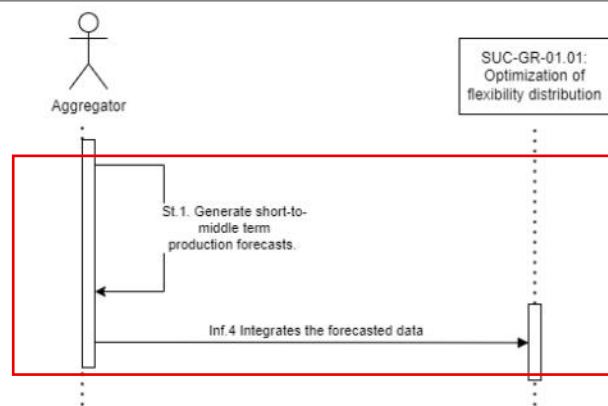 SUC-GR-01.01:
Optimization of
flexibility distribution
Aggregator
St.1. Generate short-to-
middle term
production forecasts.
Inf.4 Integrates the forecasted data